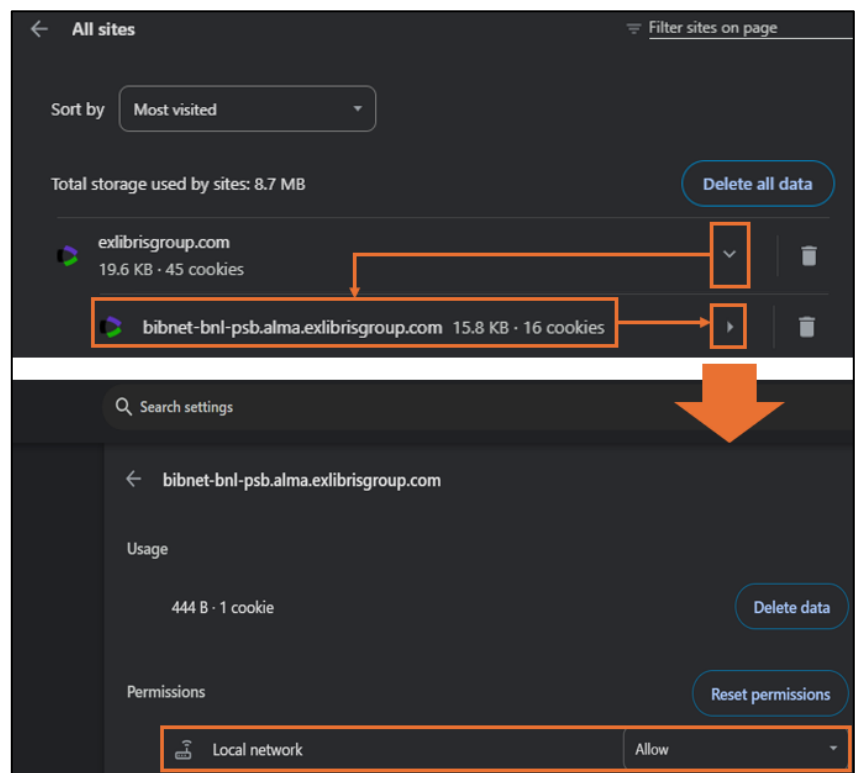 All sites
Filter sites on page
Sort by Most visited
Total storage used by sites: 8.7 MB
Delete all data
exlibrisgroup.com
19.6 KB · 45 cookies
bibnet-bnl-psb.alma.exlibrisgroup.com 15.8 KB · 16 cookies
Search settings
bibnet-bnl-psb.alma.exlibrisgroup.com
Usage
444 B · 1 cookie
Delete data
Permissions
Reset permissions
Local network
Allow